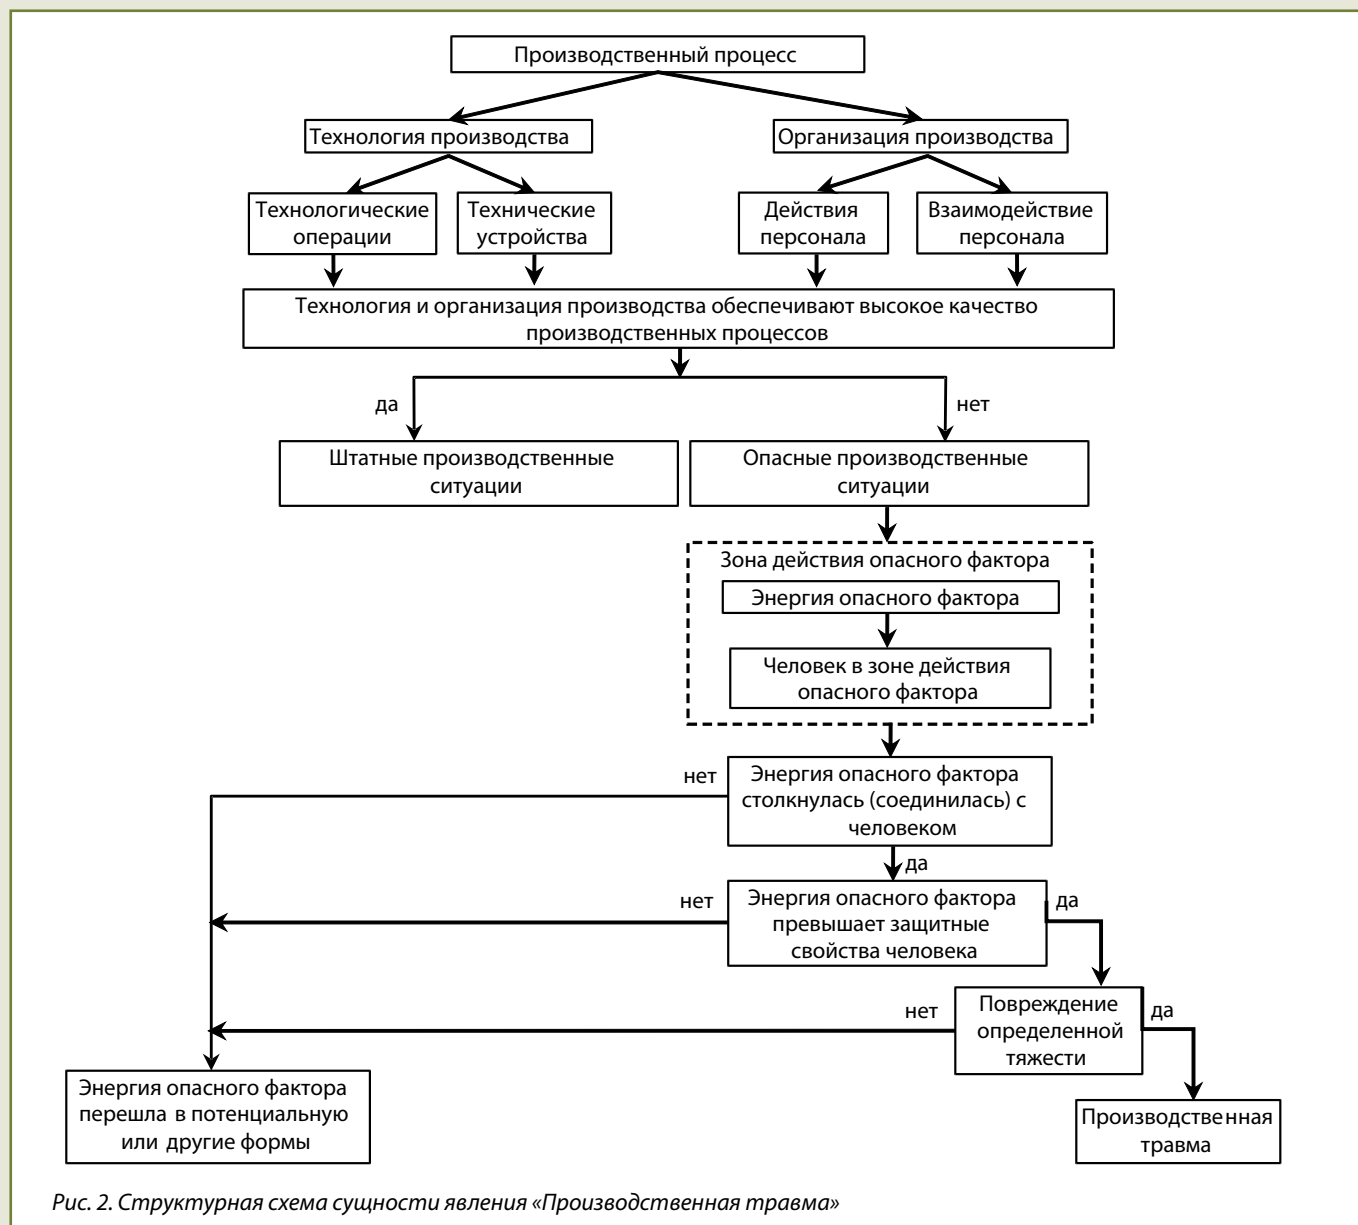 Производственный процесс
Технология производства
Организация производства
Технологические
операции
Технические
устройства
Действия
персонала
Взаимодействие
персонала
Технология и организация производства обеспечивают высокое качество
производственных процессов
да
нет
Штатные производственные
ситуации
Опасные производственные
ситуации
Зона действия опасного фактора
Энергия опасного фактора
Человек в зоне действия
опасного фактора
нет
Энергия опасного фактора
столкнулась (соединилась) с
человеком
да
нет
Энергия опасного фактора
превышает защитные
свойства человека
да
нет
Повреждение
определенной
тяжести
да
Энергия опасного фактора
перешла в потенциальную
или другие формы
Производственная
травма
Рис. 2. Структурная схема сущности явления «Производственная травма»